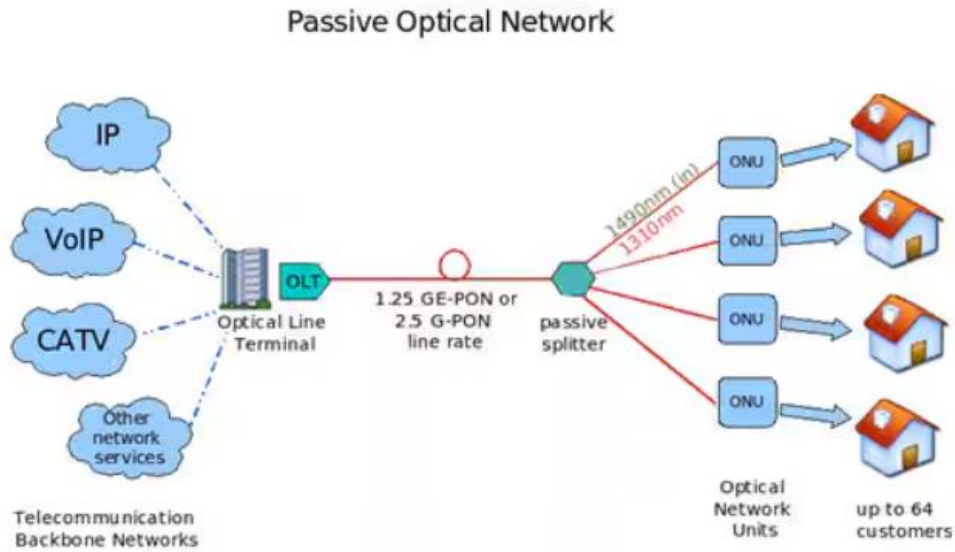 Passive Optical Network
IP
VoIP
CATV
Other
network
services
Telecommunication
Backbone Networks
OLT
Optical Line
Terminal
1.25 GE-PON or
2.5 G-PON
line rate
passive
splitter
1490nm (in)
1310nm
ONU
ONU
ONU
ONU
Optical
Network
Units
up to 64
customers